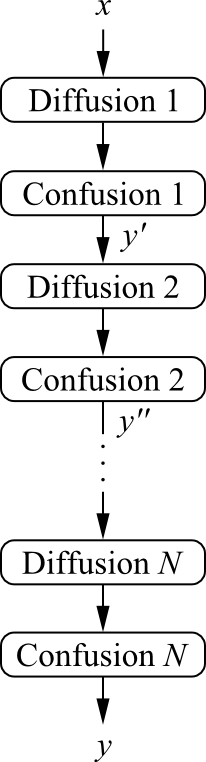 x
Diffusion 1
Confusion 1
y′
Diffusion 2
Confusion 2
y″
Diffusion N
Confusion N
y